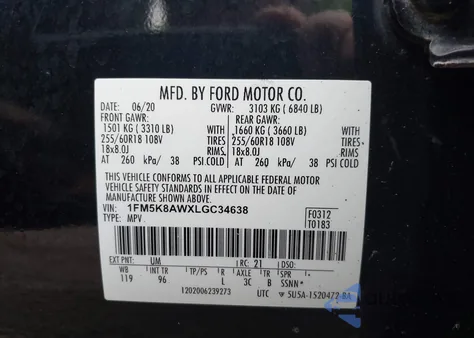 MFD. BY FORD MOTOR CO.
DATE: 06/20 GVWR: 3103 KG ( 6840 LB)
FRONT GAWR: REAR GAWR:
1501 KG ( 3310 LB) WITH 1660 KG ( 3660 LB) WITH
255/60R18 108V TIRES 255/60R18 108V TIRES
18x8.0J RIMS 18x8.0J RIMS
AT 260 kPa/ 38 PSI COLD AT 260 kPa/ 38 PSI COLD
THIS VEHICLE CONFORMS TO ALL APPLICABLE FEDERAL MOTOR
VEHICLE SAFETY STANDARDS IN EFFECT ON THE DATE OF
MANUFACTURE SHOWN ABOVE.
VIN: 1FM5K8AWXLGC34638 F0312
TYPE: MPV T0183
EXT PNT: UM RC: 21 DSO:
WB INT TR TP/PS R AXLE TR SPR
119 96 L 3C B SSNN*
1202006239273 UTC 5U5A-1520472-BA